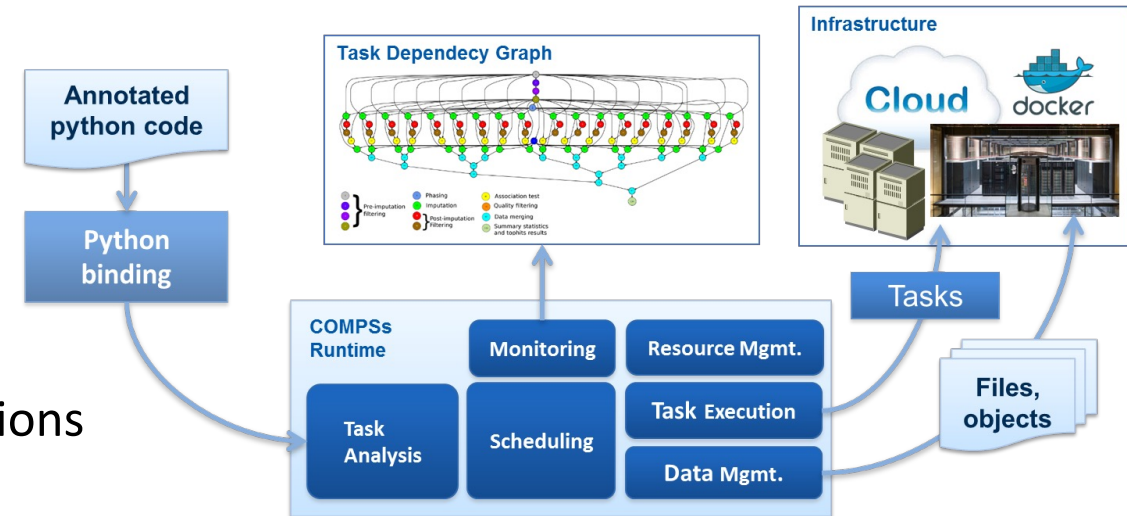 Infrastructure
Cloud
docker
Task Dependecy Graph
Pre-imputation
filtering
Phasing
Imputation
Post-imputation
filtering
Association test
Quality filtering
Data merging
Summary statistics
and tophits results
Annotated
python code
Python
binding
Tasks
Files,
objects
COMPSs
Runtime
Monitoring
Resource Mgmt.
Task
Analysis
Scheduling
Task Execution
Data Mgmt.
ions